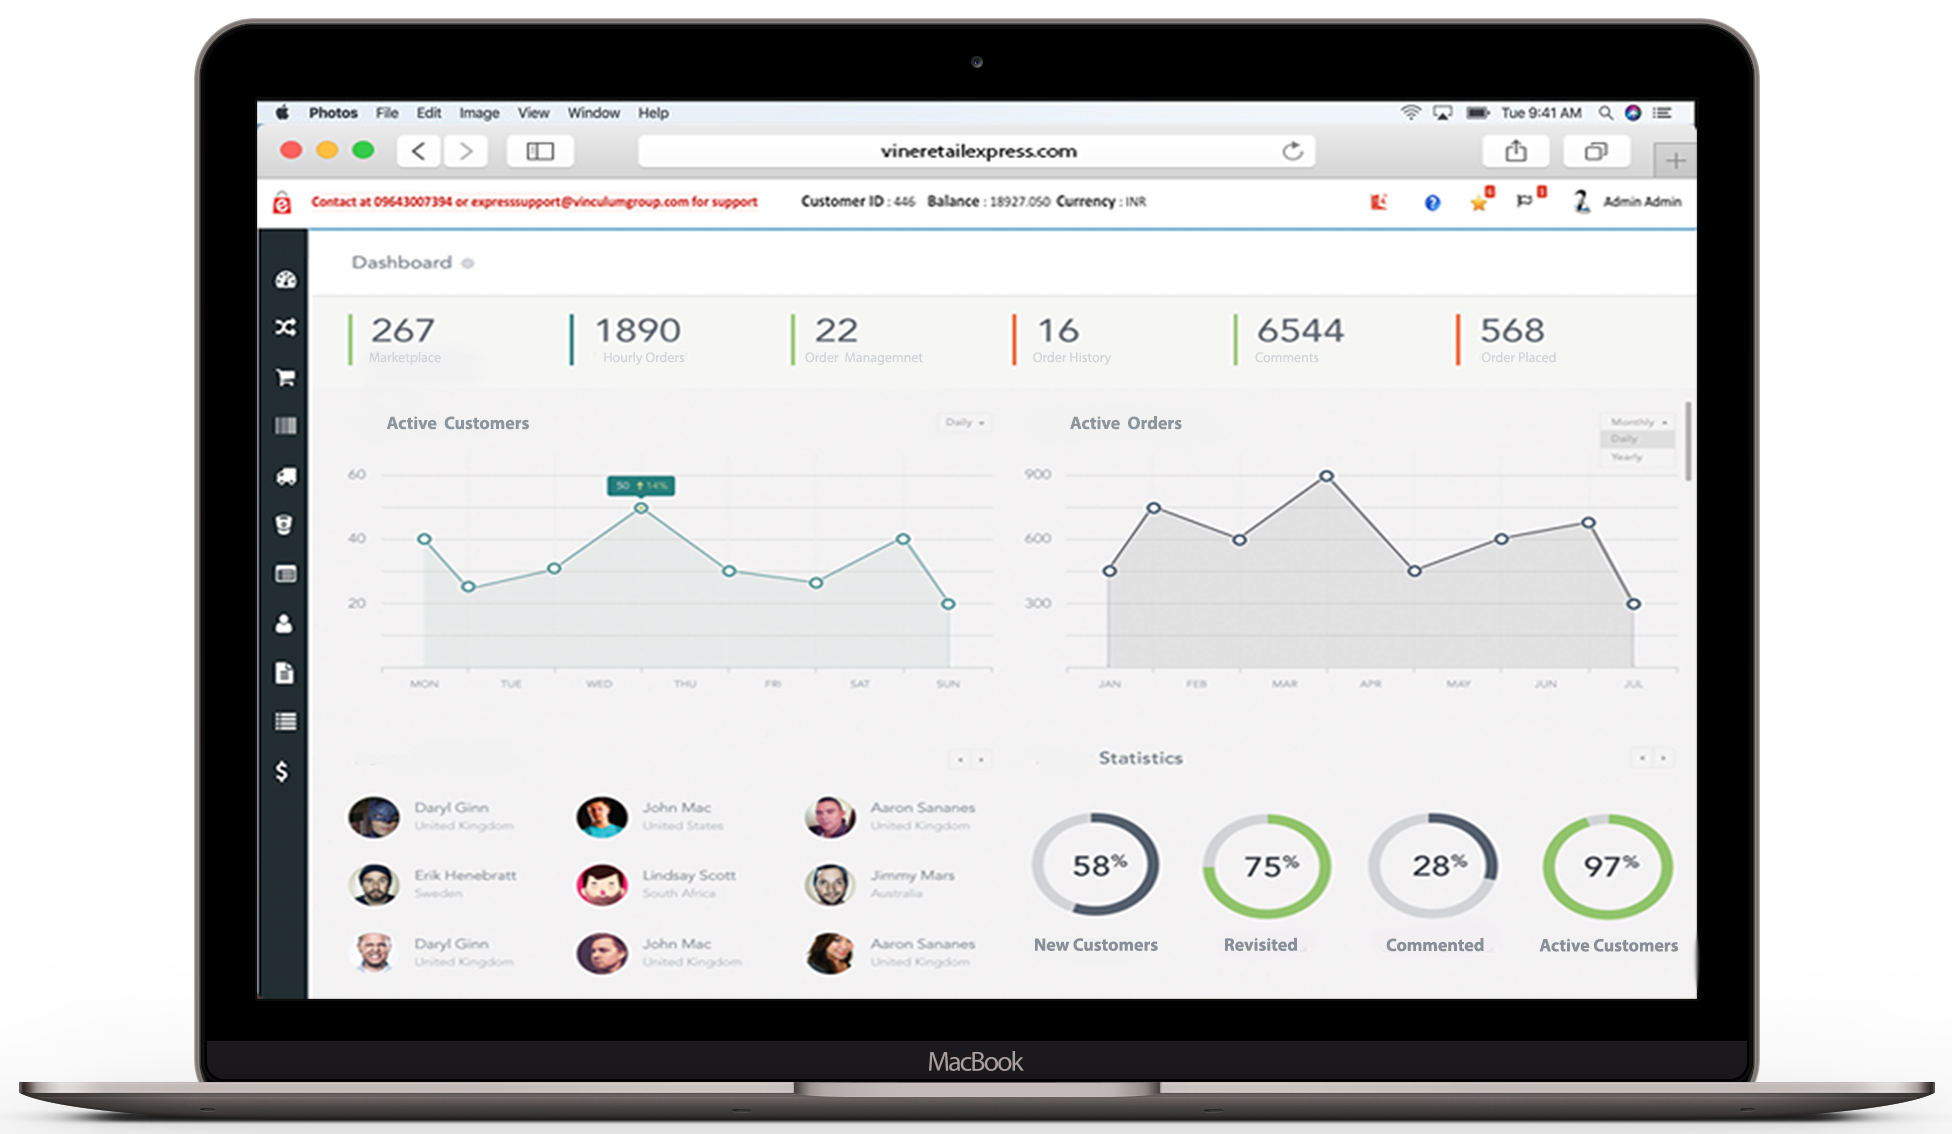 Photos File Edit Image View Window Help Tue 9:41 AM
vineretailexpress.com
Contact at 09643007394 or expresssupport@vinculumgroup.com for support Customer ID : 446 Balance : 18927.050 Currency : INR Admin Admin
Dashboard
267 1890 22 16 6544 568
Marketplace Hourly Orders Order Managemnet Order History Comments Order Placed
Active Customers Daily Active Orders Monthly
Daily
Yearly
60 900
50 14%
40 600
20 300
MON TUE WED THU FRI SAT SUN JAN FEB MAR APR MAY JUN JUL
Statistics
Daryl Ginn John Mac Aaron Sananes
United Kingdom United States United Kingdom
58% 75% 28% 97%
Erik Henebratt Lindsay Scott Jimmy Mars
Sweden South Africa Australia
Daryl Ginn John Mac Aaron Sananes
United Kingdom United Kingdom United Kingdom
New Customers Revisited Commented Active Customers
MacBook